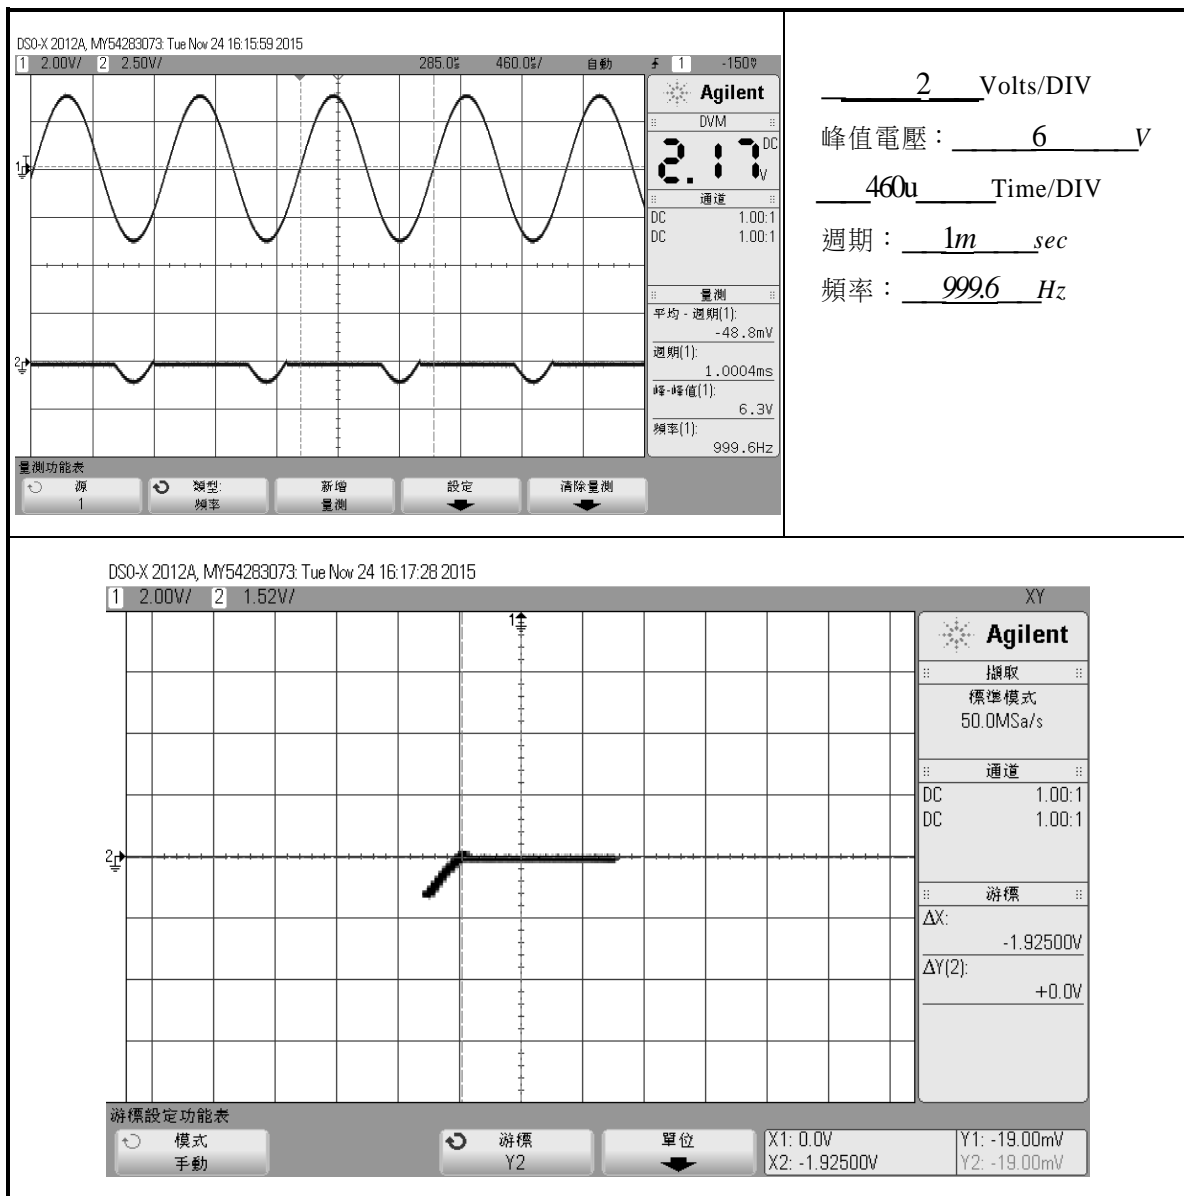 DSO-X 2012A, MY54283073: Tue Nov 24 16:15:59 2015
1 2.00V/ 2 2.50V/ 285.0us 460.0us/ 自動 1 -150V
Agilent
DVM
2.17 DC V
通道
DC 1.00:1
DC 1.00:1
量測
平均 - 週期(1):
-48.8mV
週期(1):
1.0004ms
峰-峰值(1):
6.3V
頻率(1):
999.6Hz
1
2
量測功能表
源
1
類型:
頻率
新增
量測
設定
清除量測
2 Volts/DIV
峰值電壓：6 V
460u Time/DIV
週期：1m sec
頻率：999.6 Hz
DSO-X 2012A, MY54283073: Tue Nov 24 16:17:28 2015
1 2.00V/ 2 1.52V/ XY
1
2
Agilent
擷取
標準模式
50.0MSa/s
通道
DC 1.00:1
DC 1.00:1
游標
ΔX:
-1.92500V
ΔY(2):
+0.0V
游標設定功能表
模式
手動
游標
Y2
單位
X1: 0.0V
X2: -1.92500V
Y1: -19.00mV
Y2: -19.00mV